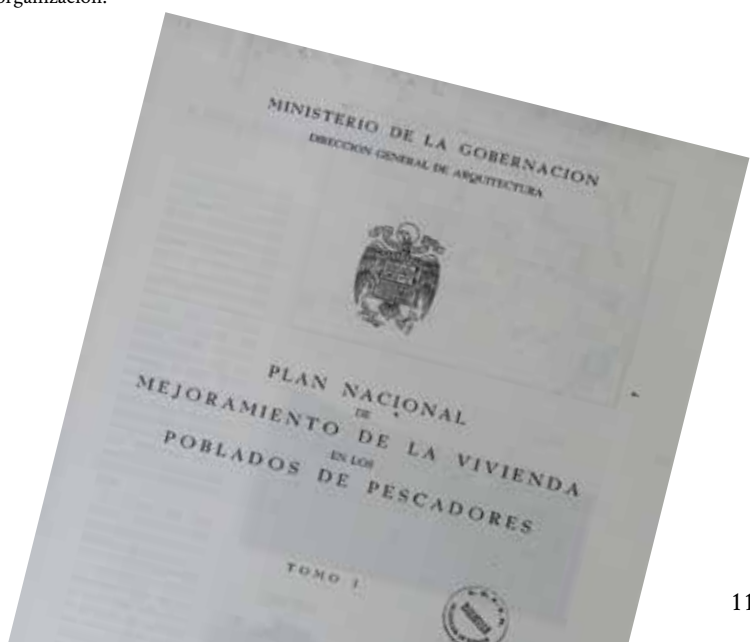 organización.
MINISTERIO DE LA GOBERNACION
DIRECCION GENERAL DE ARQUITECTURA
PLAN NACIONAL
DE
MEJORAMIENTO DE LA VIVIENDA
EN LOS
POBLADOS DE PESCADORES
TOMO I
11